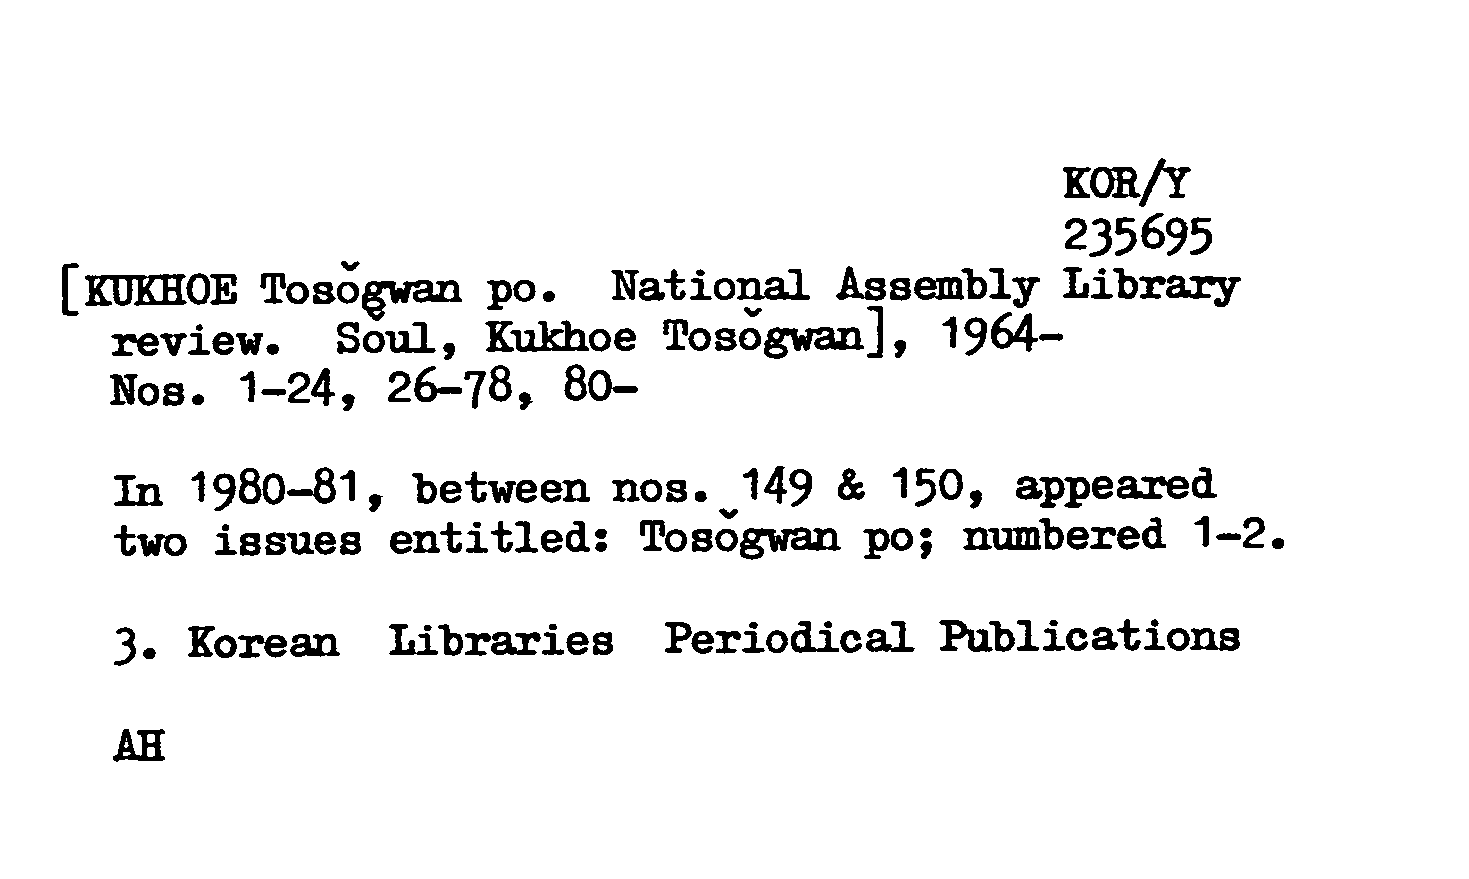 KOR/Y
235695
[KUKHOE Tosŏgwan po. National Assembly Library
review. Sŏul, Kukhoe Tosŏgwan], 1964-
Nos. 1-24, 26-78, 80-
In 1980-81, between nos. 149 & 150, appeared
two issues entitled: Tosŏgwan po; numbered 1-2.
3. Korean Libraries Periodical Publications
AH